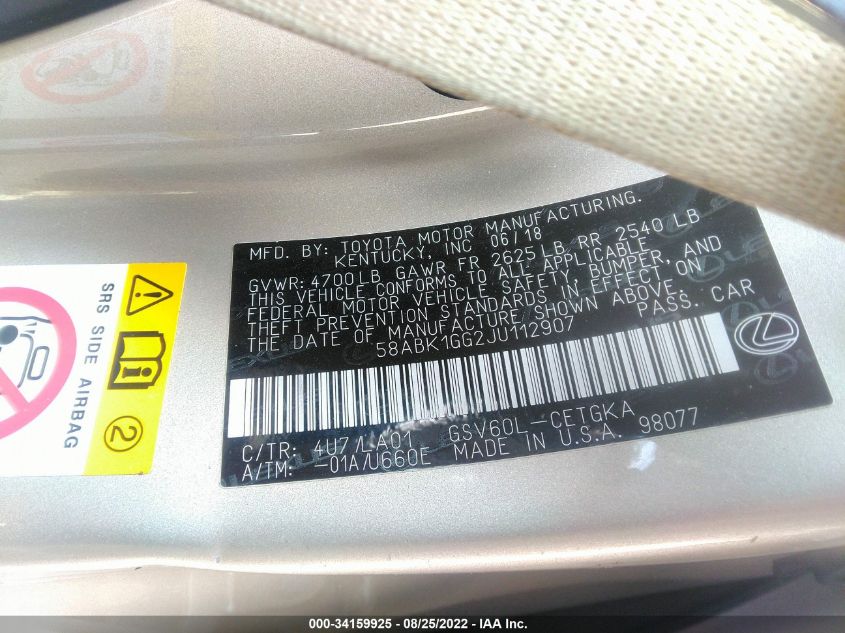 MFD. BY: TOYOTA MOTOR MANUFACTURING.
KENTUCKY, INC 06/18
GVWR: 4700LB GAWR FR 2625LB RR 2540LB
THIS VEHICLE CONFORMS TO ALL APPLICABLE
FEDERAL MOTOR VEHICLE SAFETY, BUMPER, AND
THEFT PREVENTION STANDARDS IN EFFECT ON
THE DATE OF MANUFACTURE SHOWN ABOVE.
58ABK1GG2JU112907 PASS. CAR
C/TR: 4U7/LA01 GSV60L-CETGKA
A/TM: -01A/U660E MADE IN U.S.A. 98077
SRS SIDE AIRBAG
2
000-34159925 - 08/25/2022 - IAA Inc.